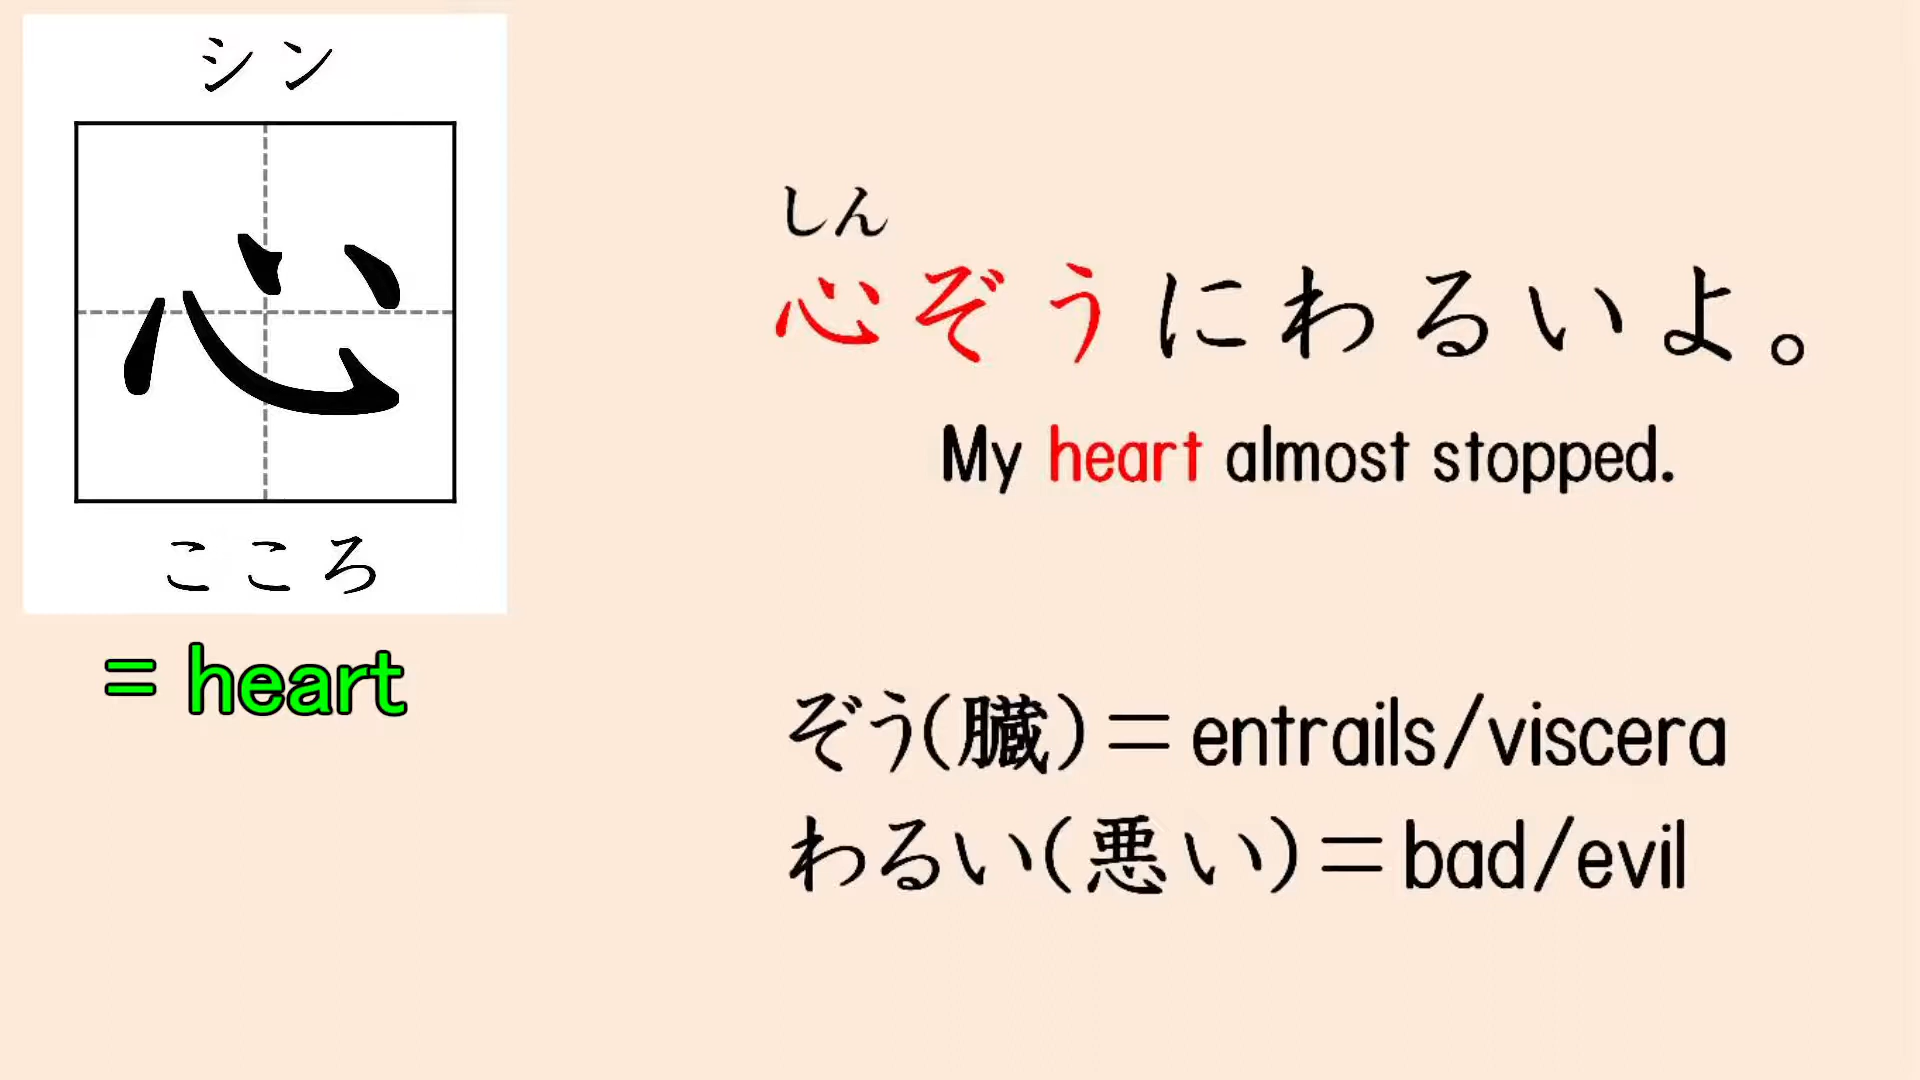 シン
心
こころ
= heart
しん
心ぞうにわるいよ。
My heart almost stopped.
ぞう(臓)=entrails/viscera
わるい(悪い)=bad/evil